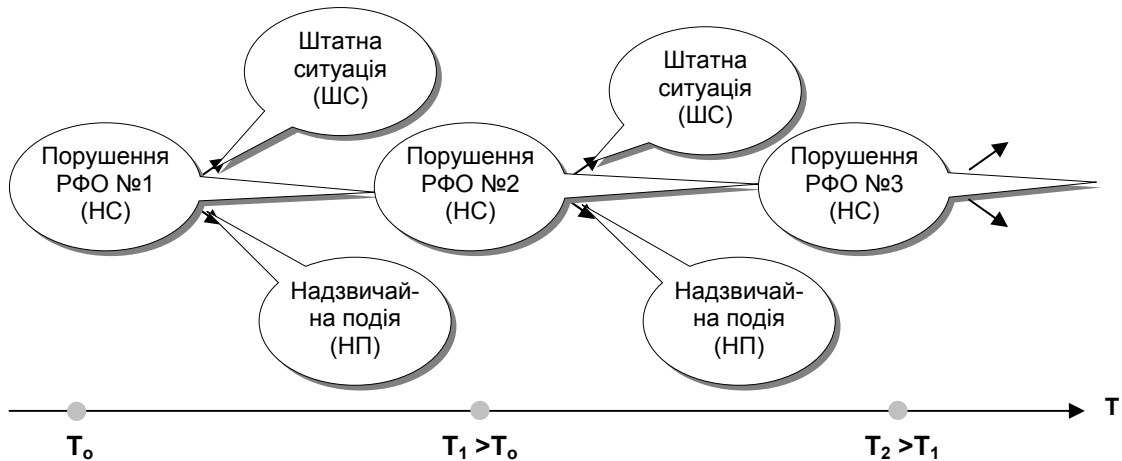 Штатна
ситуація
(ШС)
Штатна
ситуація
(ШС)
Порушення
РФО №1
(НС)
Порушення
РФО №2
(НС)
Порушення
РФО №3
(НС)
Надзвичай-
на подія
(НП)
Надзвичай-
на подія
(НП)
T
Tₒ
T₁ >Tₒ
T₂ >T₁